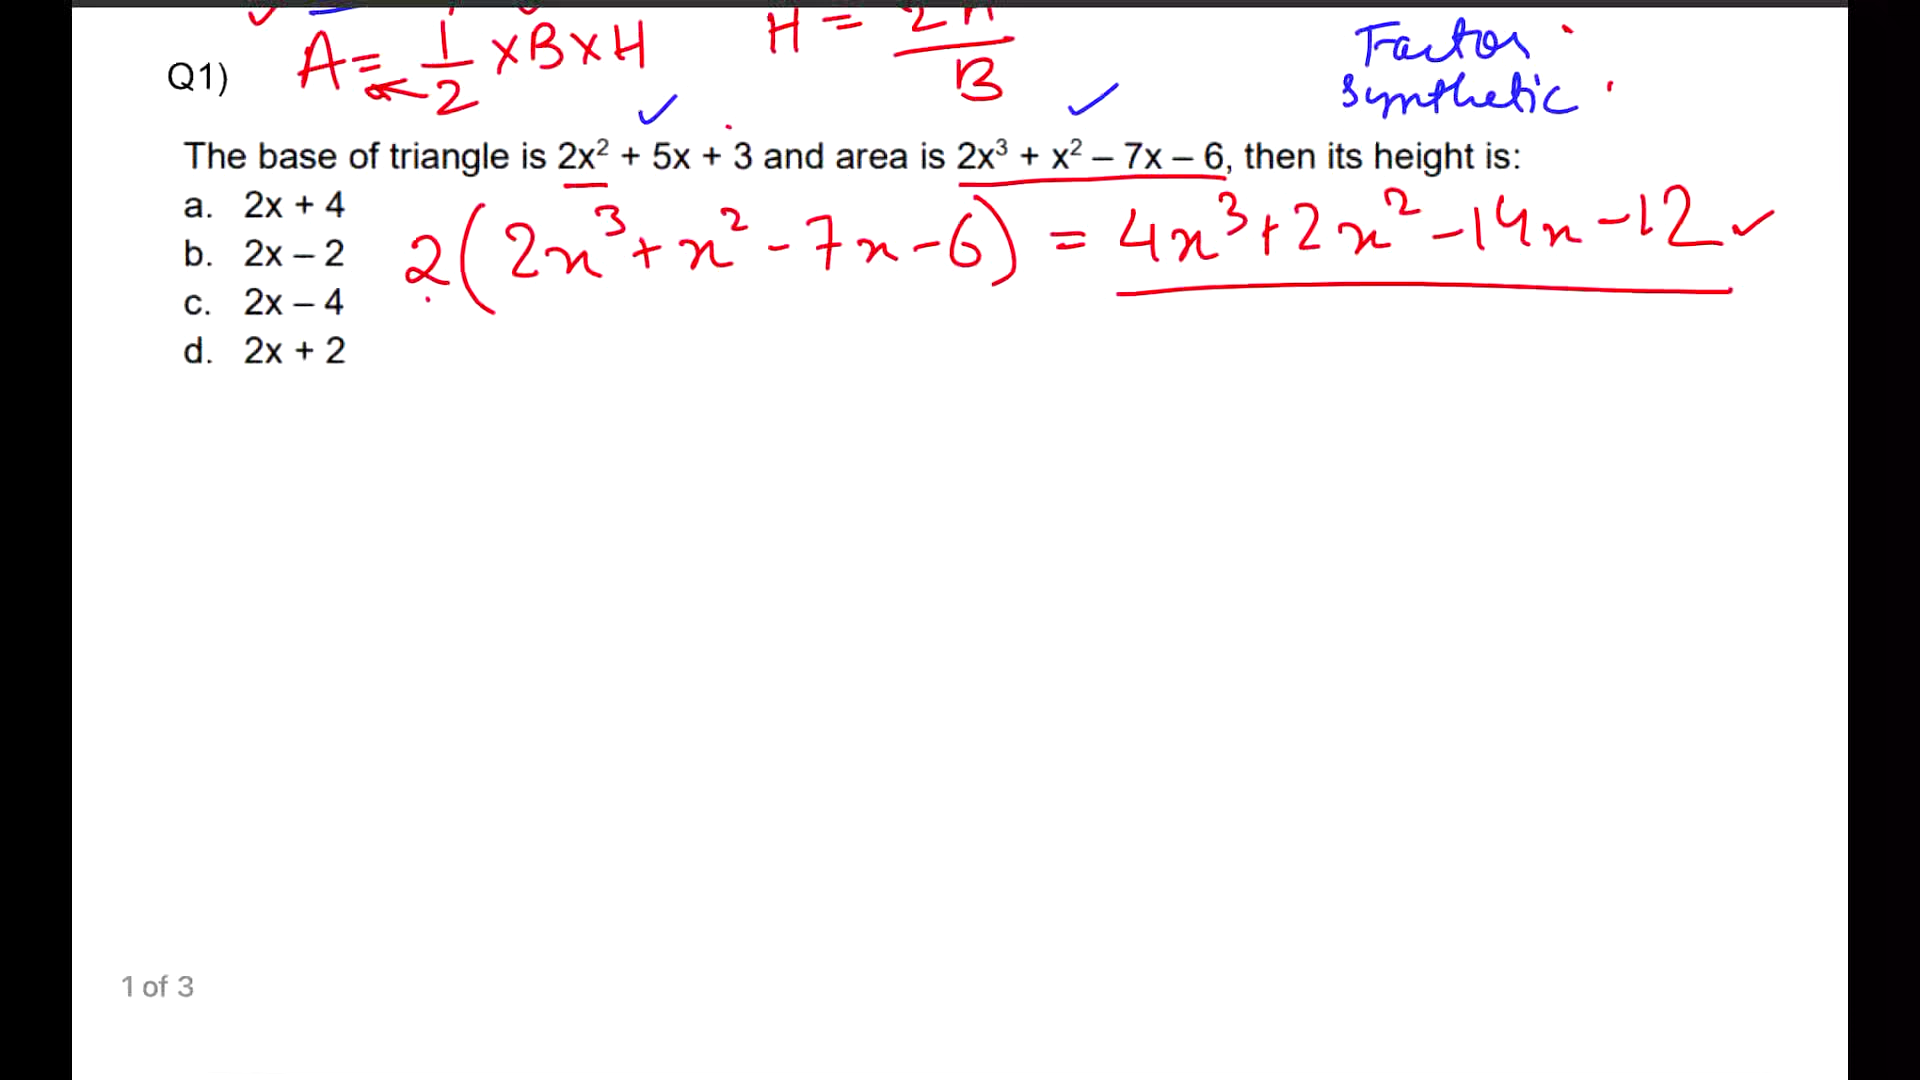 Q1) A = 1/2 × B × H H = 2A/B Factor
Synthetic
The base of triangle is 2x² + 5x + 3 and area is 2x³ + x² – 7x – 6, then its height is:
a. 2x + 4
b. 2x – 2
c. 2x – 4
d. 2x + 2
2(2x³ + x² - 7x - 6) = 4x³ + 2x² - 14x - 12
1 of 3